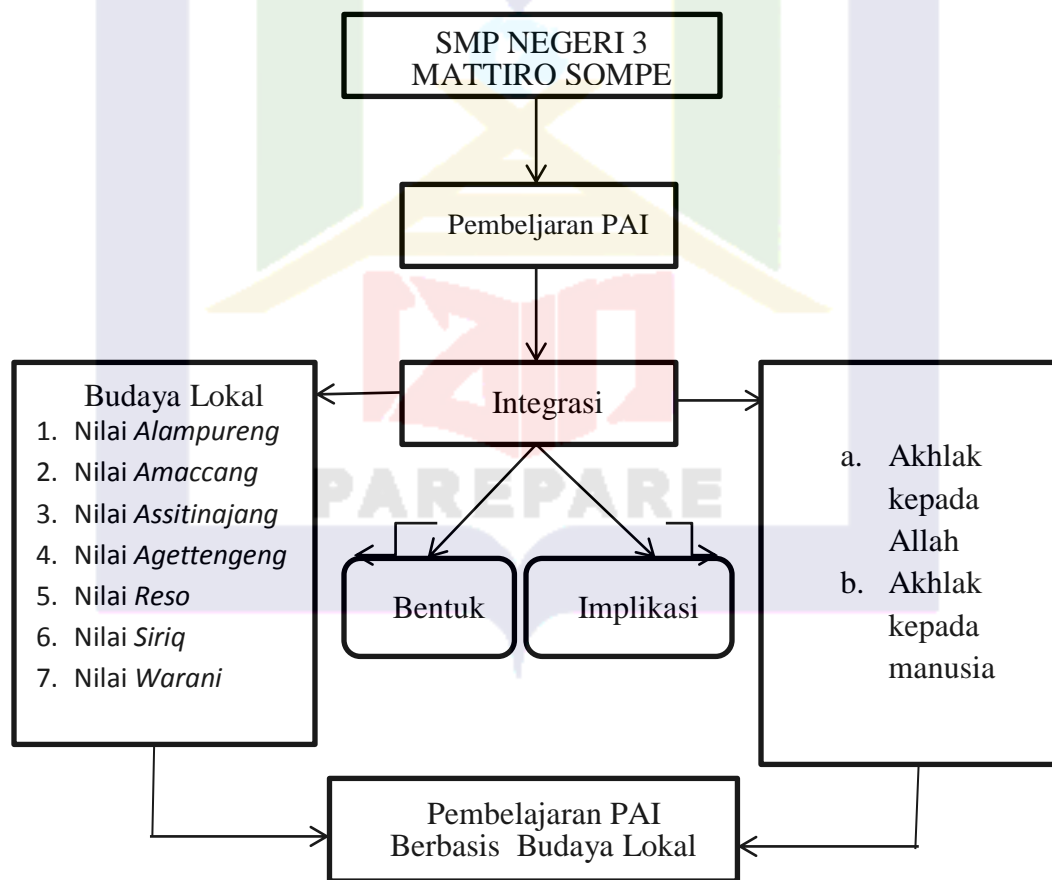 SMP NEGERI 3
MATTIRO SOMPE
Pembeljaran PAI
Integrasi
Budaya Lokal
1. Nilai Alampureng
2. Nilai Amaccang
3. Nilai Assitinajang
4. Nilai Agettengeng
5. Nilai Reso
6. Nilai Siriq
7. Nilai Warani
a. Akhlak
kepada
Allah
b. Akhlak
kepada
manusia
PAREPARE
Bentuk
Implikasi
Pembelajaran PAI
Berbasis Budaya Lokal